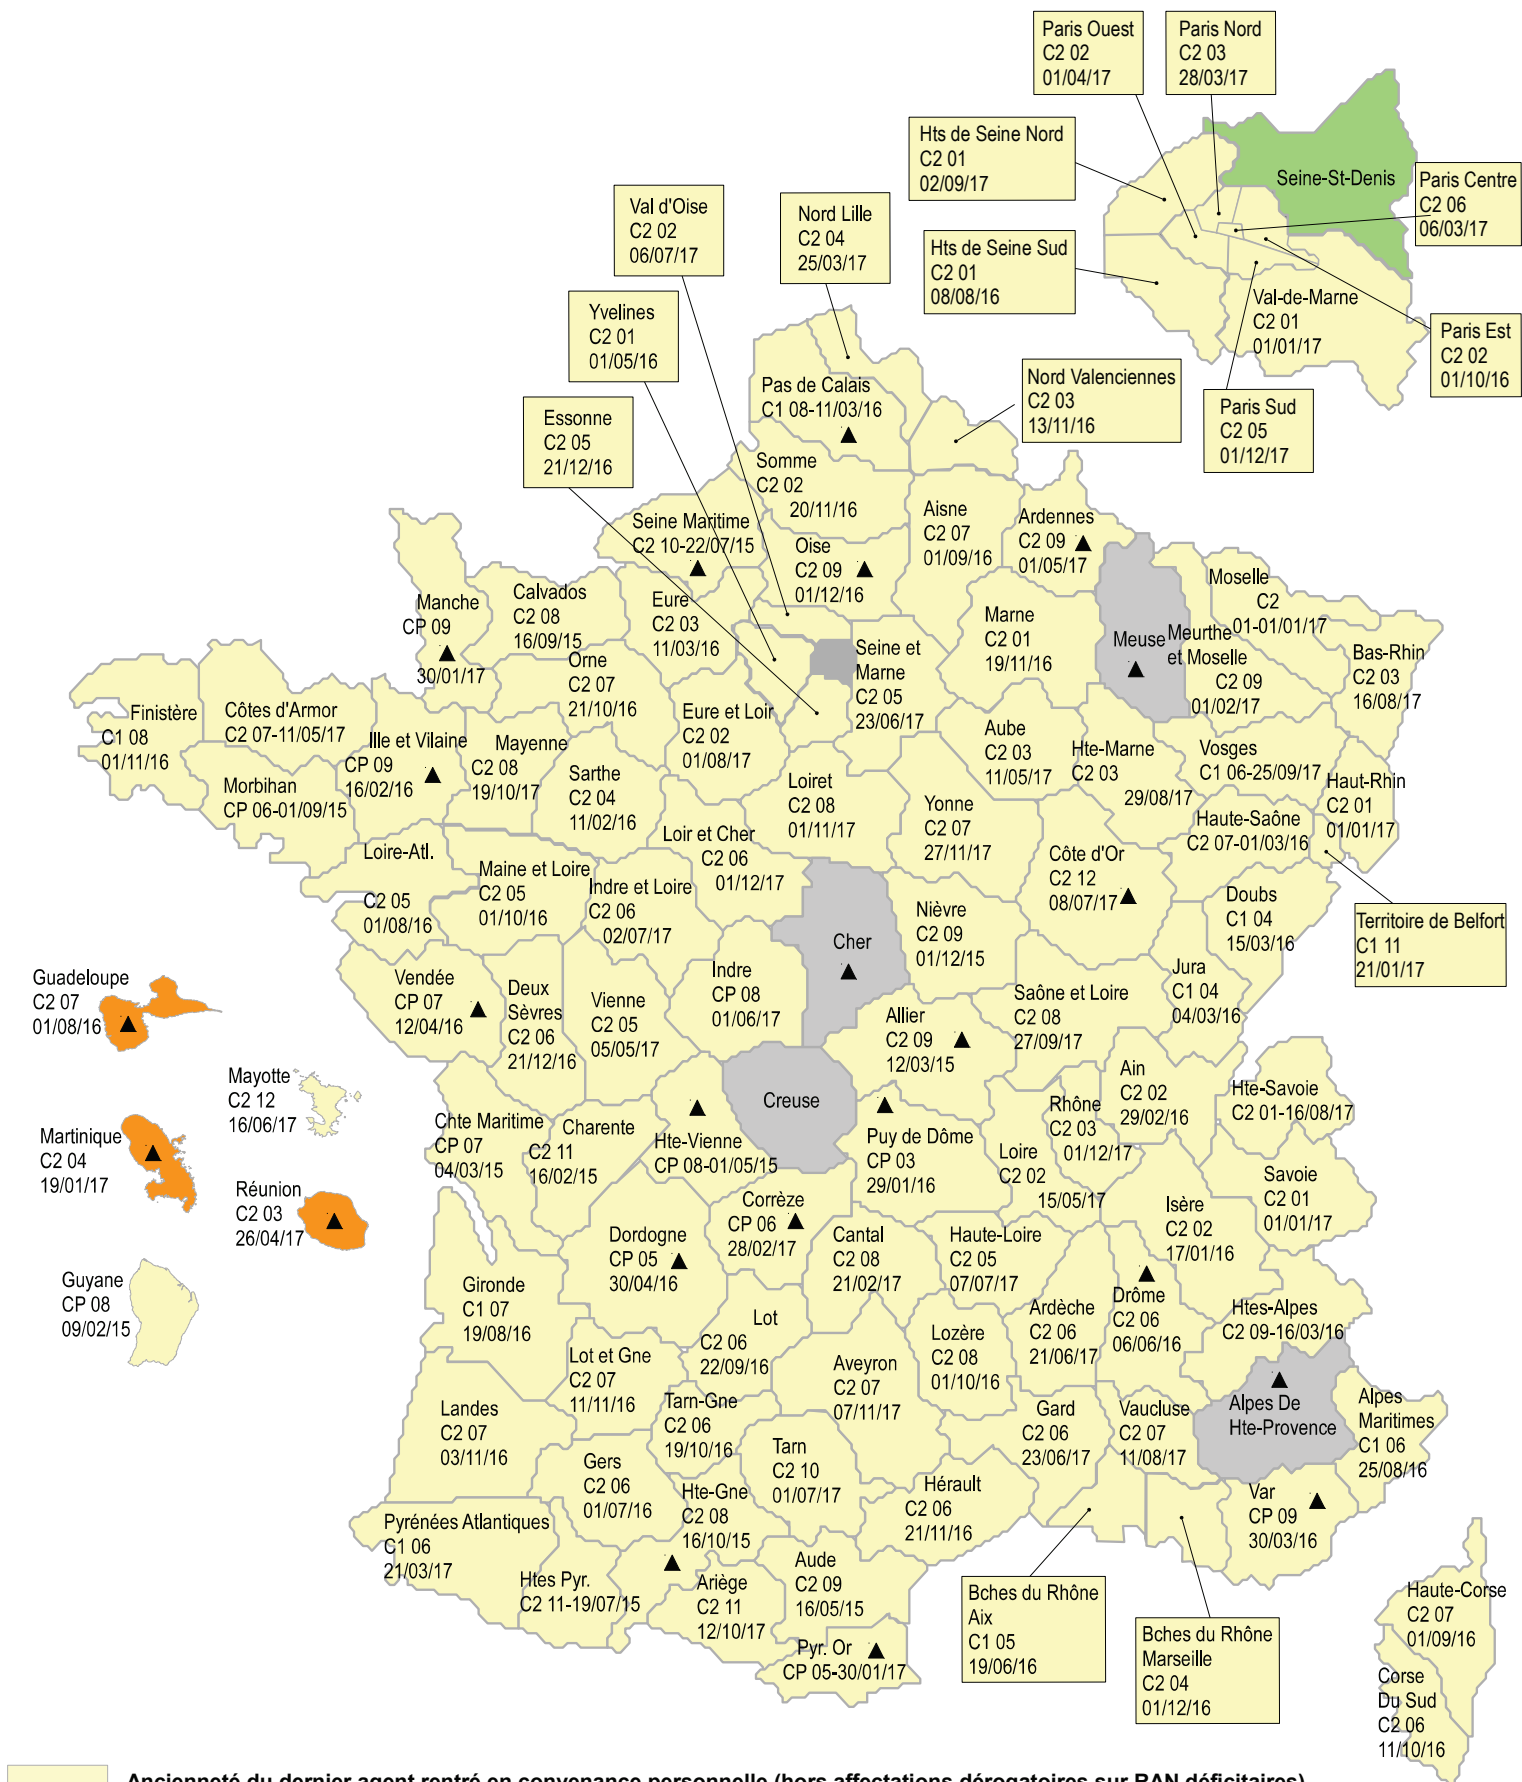 Paris Ouest
C2 02
01/04/17
Paris Nord
C2 03
28/03/17
Hts de Seine Nord
C2 01
02/09/17
Seine-St-Denis
Paris Centre
C2 06
06/03/17
Val d'Oise
C2 02
06/07/17
Nord Lille
C2 04
25/03/17
Hts de Seine Sud
C2 01
08/08/16
Val-de-Marne
C2 01
01/01/17
Yvelines
C2 01
01/05/16
Paris Est
C2 02
01/10/16
Pas de Calais
C1 08-11/03/16
Nord Valenciennes
C2 03
13/11/16
Paris Sud
C2 05
01/12/17
Essonne
C2 05
21/12/16
Somme
C2 02
20/11/16
Seine Maritime
C2 10-22/07/15
Oise
C2 09
01/12/16
Aisne
C2 07
01/09/16
Ardennes
C2 09
01/05/17
Moselle
C2
01-01/01/17
Manche
CP 09
30/01/17
Calvados
C2 08
16/09/15
Eure
C2 03
11/03/16
Marne
C2 01
19/11/16
Meuse
Meurthe
et Moselle
C2 09
01/02/17
Bas-Rhin
C2 03
16/08/17
Orne
C2 07
21/10/16
Seine et
Marne
C2 05
23/06/17
Finistère
C1 08
01/11/16
Côtes d'Armor
C2 07-11/05/17
Ille et Vilaine
CP 09
16/02/16
Mayenne
C2 08
19/10/17
Eure et Loir
C2 02
01/08/17
Aube
C2 03
11/05/17
Hte-Marne
C2 03
29/08/17
Vosges
C1 06-25/09/17
Haut-Rhin
C2 01
01/01/17
Morbihan
CP 06-01/09/15
Sarthe
C2 04
11/02/16
Loiret
C2 08
01/11/17
Yonne
C2 07
27/11/17
Haute-Saône
C2 07-01/03/16
Loir et Cher
C2 06
01/12/17
Loire-Atl.
C2 05
01/08/16
Maine et Loire
C2 05
01/10/16
Indre et Loire
C2 06
02/07/17
Côte d'Or
C2 12
08/07/17
Doubs
C1 04
15/03/16
Territoire de Belfort
C1 11
21/01/17
Cher
Nièvre
C2 09
01/12/15
Guadeloupe
C2 07
01/08/16
Vendée
CP 07
12/04/16
Deux
Sèvres
C2 06
21/12/16
Vienne
C2 05
05/05/17
Indre
CP 08
01/06/17
Jura
C1 04
04/03/16
Saône et Loire
C2 08
27/09/17
Allier
C2 09
12/03/15
Mayotte
C2 12
16/06/17
Creuse
Ain
C2 02
29/02/16
Hte-Savoie
C2 01-16/08/17
Martinique
C2 04
19/01/17
Chte Maritime
CP 07
04/03/15
Charente
C2 11
16/02/15
Hte-Vienne
CP 08-01/05/15
Puy de Dôme
CP 03
29/01/16
Loire
C2 02
15/05/17
Rhône
C2 03
01/12/17
Savoie
C2 01
01/01/17
Réunion
C2 03
26/04/17
Corrèze
CP 06
28/02/17
Isère
C2 02
17/01/16
Dordogne
CP 05
30/04/16
Cantal
C2 08
21/02/17
Haute-Loire
C2 05
07/07/17
Guyane
CP 08
09/02/15
Gironde
C1 07
19/08/16
Lot
C2 06
22/09/16
Lozère
C2 08
01/10/16
Ardèche
C2 06
21/06/17
Drôme
C2 06
06/06/16
Htes-Alpes
C2 09-16/03/16
Lot et Gne
C2 07
11/11/16
Aveyron
C2 07
07/11/17
Landes
C2 07
03/11/16
Tarn-Gne
C2 06
19/10/16
Gard
C2 06
23/06/17
Vaucluse
C2 07
11/08/17
Alpes De
Hte-Provence
Alpes
Maritimes
C1 06
25/08/16
Gers
C2 06
01/07/16
Tarn
C2 10
01/07/17
Hérault
C2 06
21/11/16
Var
CP 09
30/03/16
Hte-Gne
C2 08
16/10/15
Pyrénées Atlantiques
C1 06
21/03/17
Htes Pyr.
C2 11-19/07/15
Ariège
C2 11
12/10/17
Aude
C2 09
16/05/15
Pyr. Or
CP 05-30/01/17
Bches du Rhône
Aix
C1 05
19/06/16
Bches du Rhône
Marseille
C2 04
01/12/16
Haute-Corse
C2 07
01/09/16
Corse
Du Sud
C2 06
11/10/16
Ancienneté du dernier agent rentré en convenance personnelle (hors affectations dérogatoires sur RAN déficitaires)